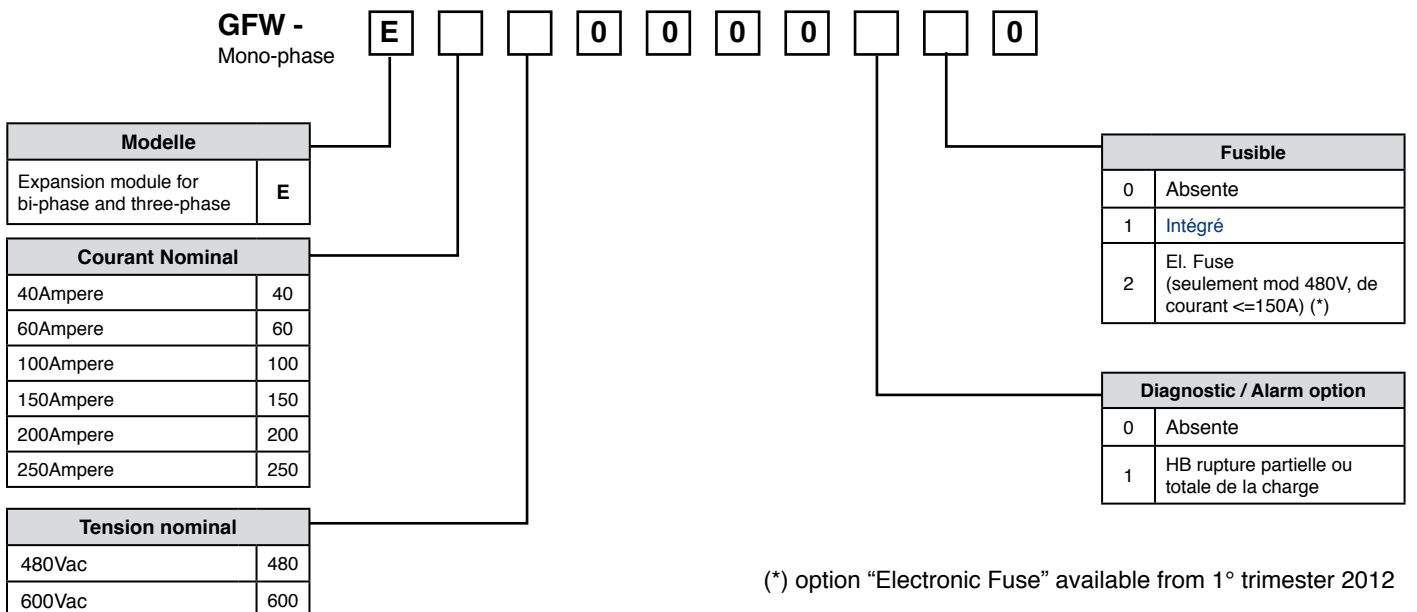 GFW - E 0 0 0 0 0
Mono-phase
Modelle
Expansion module for
bi-phase and three-phase
E
Courant Nominal
40Ampere 40
60Ampere 60
100Ampere 100
150Ampere 150
200Ampere 200
250Ampere 250
Tension nominal
480Vac 480
600Vac 600
Fusible
0 Absente
1 Intégré
2
El. Fuse
(seulement mod 480V, de
courant <=150A) (*)
Diagnostic / Alarm option
0 Absente
1
HB rupture partielle ou
totale de la charge
(*) option “Electronic Fuse” available from 1° trimester 2012